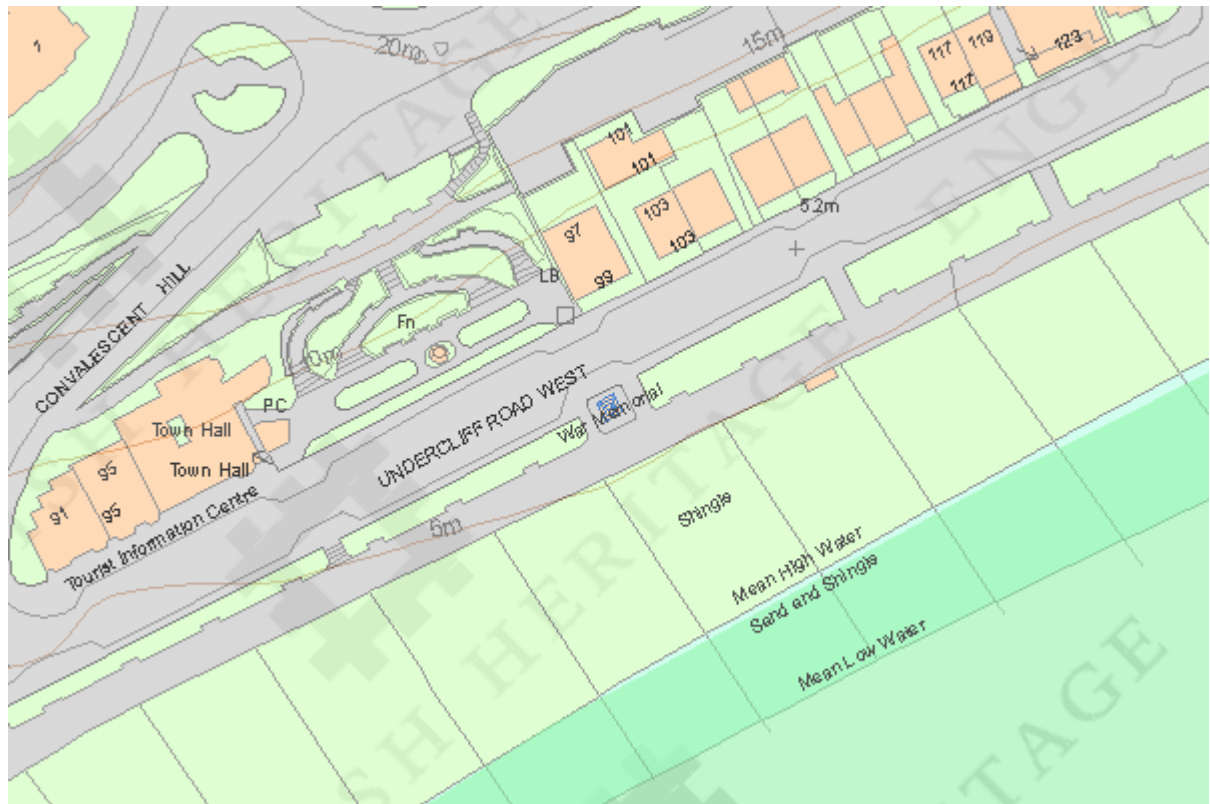 1
20m
15m
117
119
117
123
101
101
103
103
5.2m
97
99
LB
Fn
PC
CONVALESCENT HILL
UNDERCLIFF ROAD WEST
War Memorial
Town Hall
Town Hall
95
95
91
Tourist Information Centre
5m
Shingle
Mean High Water
Sand and Shingle
Mean Low Water
ENGLISH HERITAGE